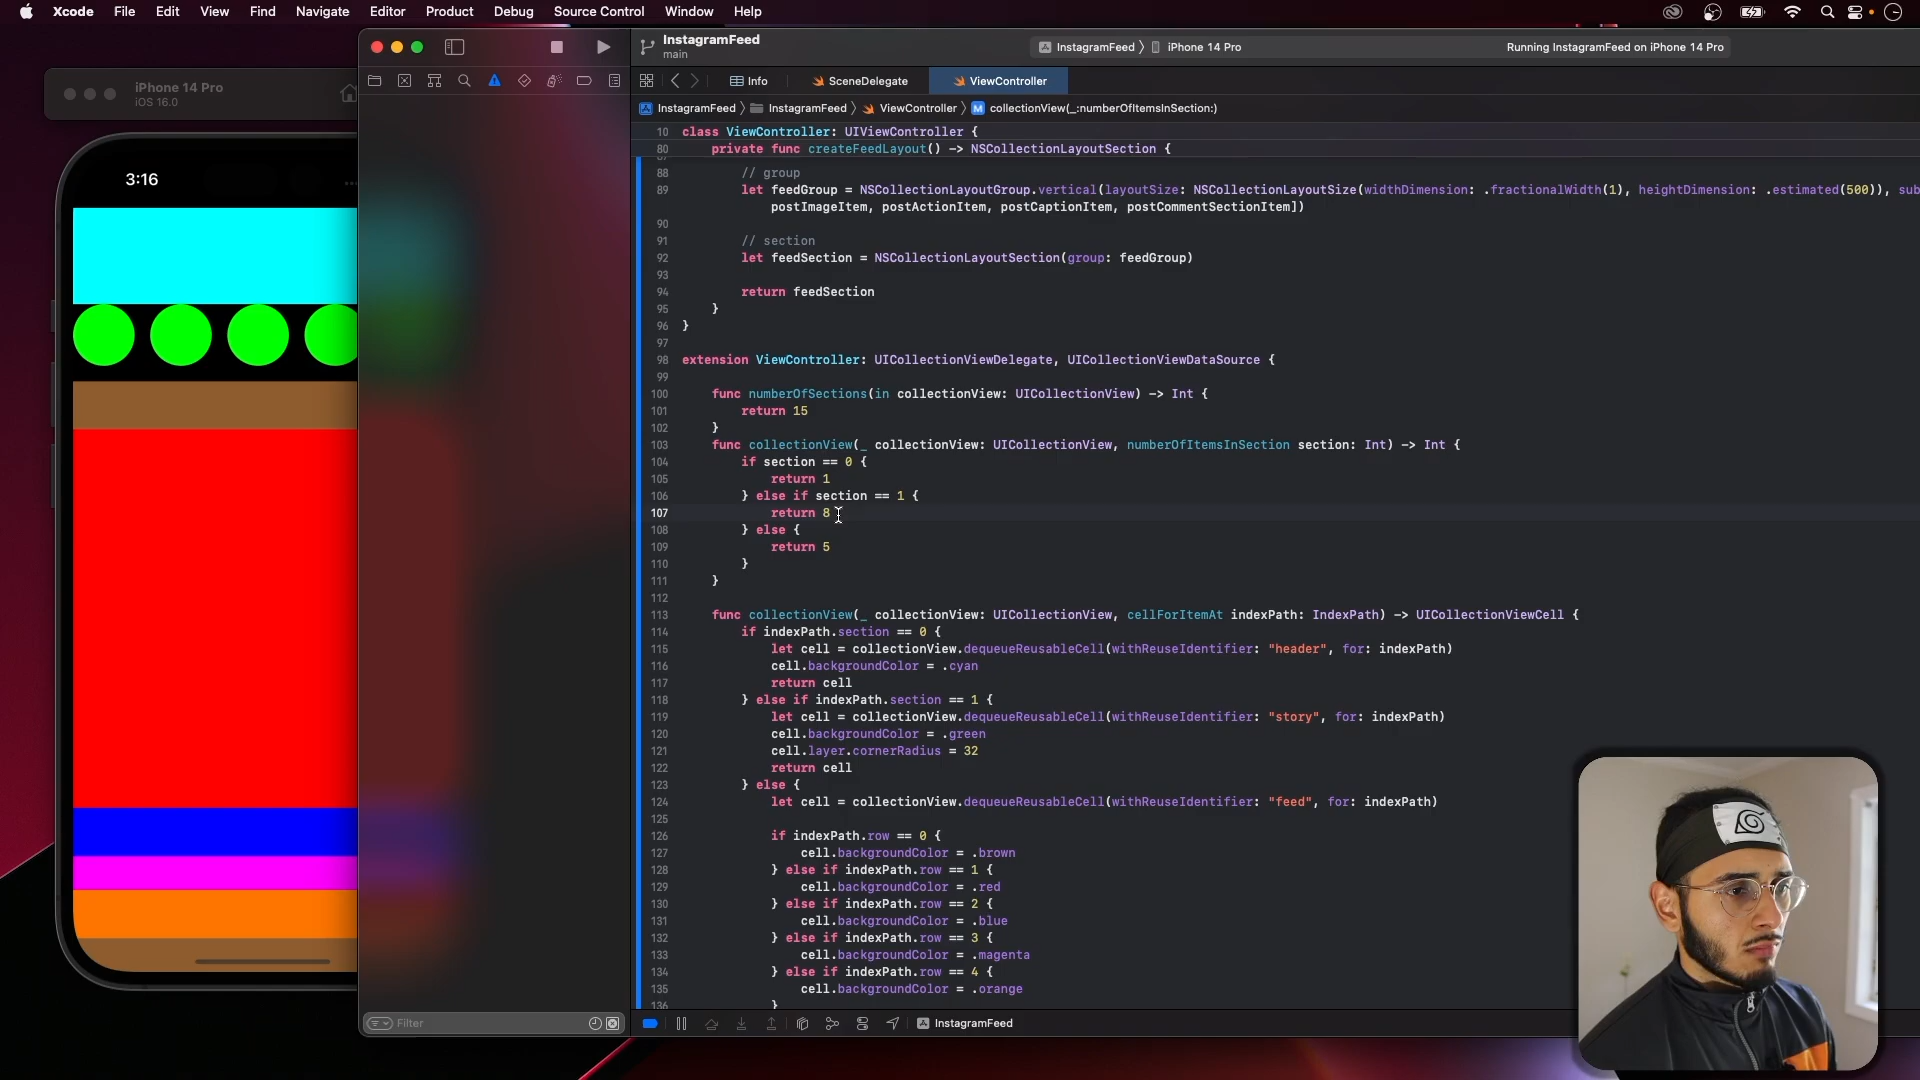 Xcode File Edit View Find Navigate Editor Product Debug Source Control Window Help
iPhone 14 Pro
iOS 16.0
3:16
InstagramFeed
main
InstagramFeed 〉 iPhone 14 Pro
Running InstagramFeed on iPhone 14 Pro
Info SceneDelegate ViewController
InstagramFeed 〉 InstagramFeed 〉 ViewController 〉 M collectionView(_:numberOfItemsInSection:)
10 class ViewController: UIViewController {
80 private func createFeedLayout() -> NSCollectionLayoutSection {
88 // group
89 let feedGroup = NSCollectionLayoutGroup.vertical(layoutSize: NSCollectionLayoutSize(widthDimension: .fractionalWidth(1), heightDimension: .estimated(500)), sub
postImageItem, postActionItem, postCaptionItem, postCommentSectionItem])
90
91 // section
92 let feedSection = NSCollectionLayoutSection(group: feedGroup)
93
94 return feedSection
95 }
96 }
97
98 extension ViewController: UICollectionViewDelegate, UICollectionViewDataSource {
99
100 func numberOfSections(in collectionView: UICollectionView) -> Int {
101 return 15
102 }
103 func collectionView(_ collectionView: UICollectionView, numberOfItemsInSection section: Int) -> Int {
104 if section == 0 {
105 return 1
106 } else if section == 1 {
107 return 8
108 } else {
109 return 5
110 }
111 }
112
113 func collectionView(_ collectionView: UICollectionView, cellForItemAt indexPath: IndexPath) -> UICollectionViewCell {
114 if indexPath.section == 0 {
115 let cell = collectionView.dequeueReusableCell(withReuseIdentifier: "header", for: indexPath)
116 cell.backgroundColor = .cyan
117 return cell
118 } else if indexPath.section == 1 {
119 let cell = collectionView.dequeueReusableCell(withReuseIdentifier: "story", for: indexPath)
120 cell.backgroundColor = .green
121 cell.layer.cornerRadius = 32
122 return cell
123 } else {
124 let cell = collectionView.dequeueReusableCell(withReuseIdentifier: "feed", for: indexPath)
125
126 if indexPath.row == 0 {
127 cell.backgroundColor = .brown
128 } else if indexPath.row == 1 {
129 cell.backgroundColor = .red
130 } else if indexPath.row == 2 {
131 cell.backgroundColor = .blue
132 } else if indexPath.row == 3 {
133 cell.backgroundColor = .magenta
134 } else if indexPath.row == 4 {
135 cell.backgroundColor = .orange
136 }
Filter
InstagramFeed